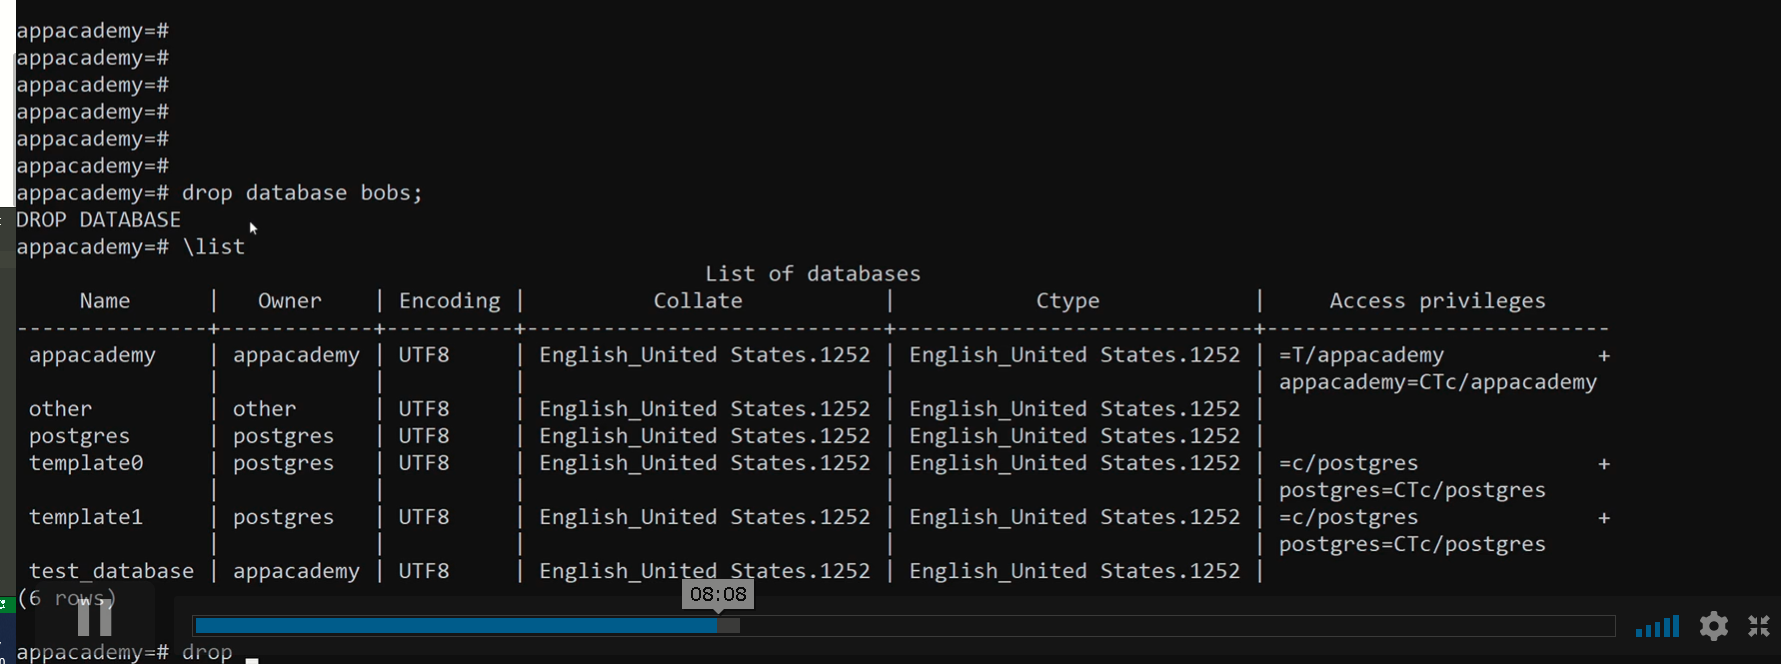 appacademy=#
appacademy=#
appacademy=#
appacademy=#
appacademy=#
appacademy=#
appacademy=# drop database bobs;
DROP DATABASE
appacademy=# \list
List of databases
Name | Owner | Encoding | Collate | Ctype | Access privileges
---------------+------------+----------+----------------------------+----------------------------+---------------------------
appacademy | appacademy | UTF8 | English_United States.1252 | English_United States.1252 | =T/appacademy +
| | | | | appacademy=CTc/appacademy
other | other | UTF8 | English_United States.1252 | English_United States.1252 |
postgres | postgres | UTF8 | English_United States.1252 | English_United States.1252 |
template0 | postgres | UTF8 | English_United States.1252 | English_United States.1252 | =c/postgres +
| | | | | postgres=CTc/postgres
template1 | postgres | UTF8 | English_United States.1252 | English_United States.1252 | =c/postgres +
| | | | | postgres=CTc/postgres
test_database | appacademy | UTF8 | English_United States.1252 | English_United States.1252 |
(6 rows)
08:08
appacademy=# drop